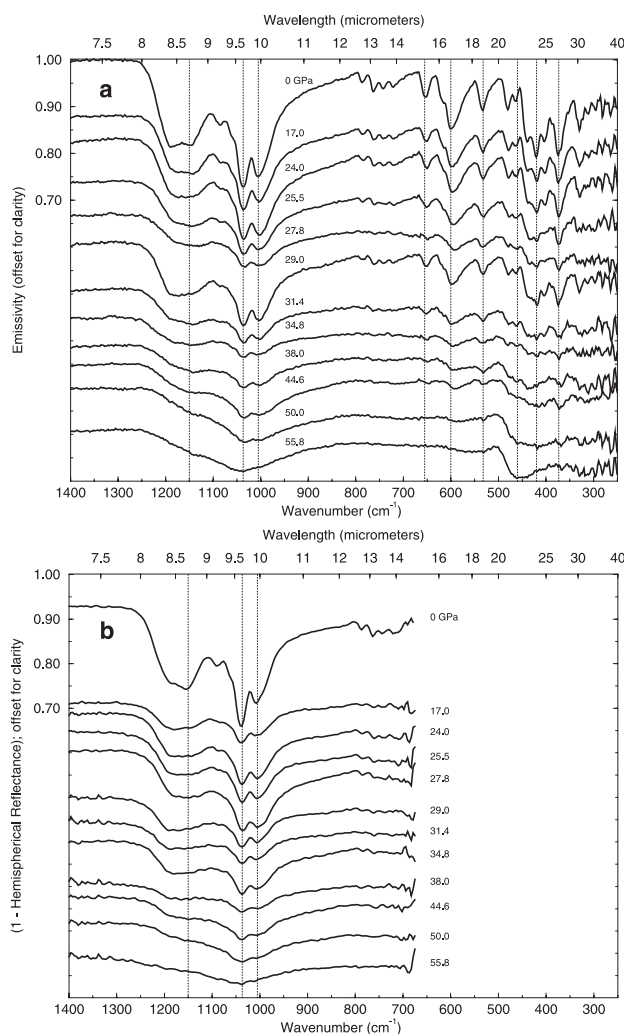 Wavelength (micrometers)
7.5 8 8.5 9 9.5 10 11 12 13 14 16 18 20 25 30 40
1.00
a
0 GPa
0.90
17.0
0.80
24.0
0.70
25.5
27.8
29.0
31.4
34.8
38.0
44.6
50.0
55.8
Emissivity (offset for clarity)
1400 1300 1200 1100 1000 900 800 700 600 500 400 300
Wavenumber (cm-1)
Wavelength (micrometers)
7.5 8 8.5 9 9.5 10 11 12 13 14 16 18 20 25 30 40
1.00
b
0 GPa
0.90
0.80
0.70
17.0
24.0
25.5
27.8
29.0
31.4
34.8
38.0
44.6
50.0
55.8
(1 - Hemispherical Reflectance); offset for clarity
1400 1300 1200 1100 1000 900 800 700 600 500 400 300
Wavenumber (cm-1)